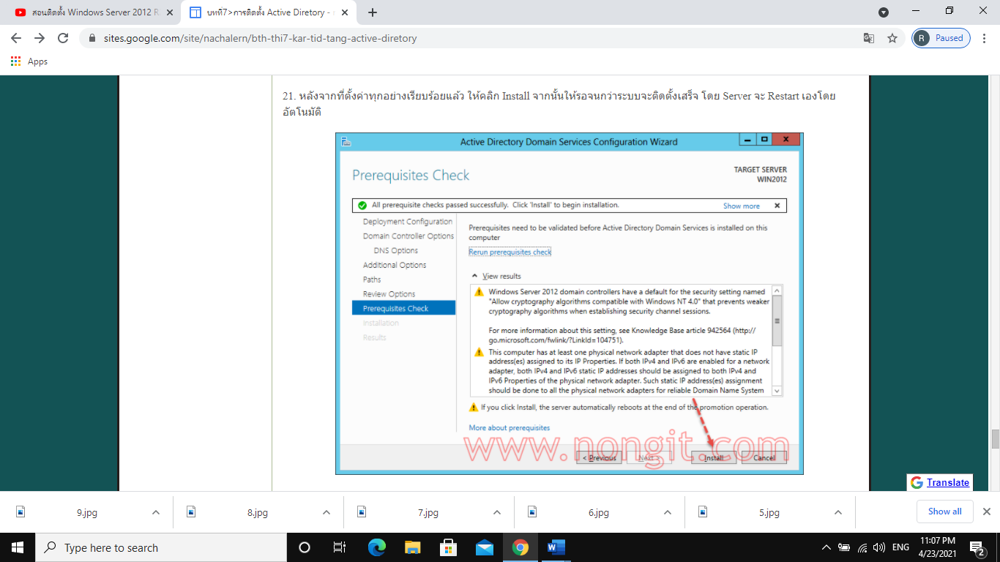 สอนติดตั้ง Windows Server 2012 R
บทที่7>การติดตั้ง Active Diretory -
sites.google.com/site/nachalern/bth-thi7-kar-tid-tang-active-diretory
R
Paused
Apps
21. หลังจากที่ตั้งค่าทุกอย่างเรียบร้อยแล้ว ให้คลิก Install จากนั้นให้รอจนกว่าระบบจะติดตั้งเสร็จ โดย Server จะ Restart เองโดย
อัตโนมัติ
Active Directory Domain Services Configuration Wizard
Prerequisites Check
TARGET SERVER
WIN2012
All prerequisite checks passed successfully. Click 'Install' to begin installation.
Show more
Deployment Configuration
Domain Controller Options
DNS Options
Additional Options
Paths
Review Options
Prerequisites Check
Installation
Results
Prerequisites need to be validated before Active Directory Domain Services is installed on this
computer
Rerun prerequisites check
View results
Windows Server 2012 domain controllers have a default for the security setting named
"Allow cryptography algorithms compatible with Windows NT 4.0" that prevents weaker
cryptography algorithms when establishing security channel sessions.
For more information about this setting, see Knowledge Base article 942564 (http://
go.microsoft.com/fwlink/?LinkId=104751).
This computer has at least one physical network adapter that does not have static IP
address(es) assigned to its IP Properties. If both IPv4 and IPv6 are enabled for a network
adapter, both IPv4 and IPv6 static IP addresses should be assigned to both IPv4 and
IPv6 Properties of the physical network adapter. Such static IP address(es) assignment
should be done to all the physical network adapters for reliable Domain Name System
If you click Install, the server automatically reboots at the end of the promotion operation.
More about prerequisites
www.nongit.com
< Previous
Next >
Install
Cancel
Translate
9.jpg
8.jpg
7.jpg
6.jpg
5.jpg
Show all
Type here to search
ENG
11:07 PM
4/23/2021
2